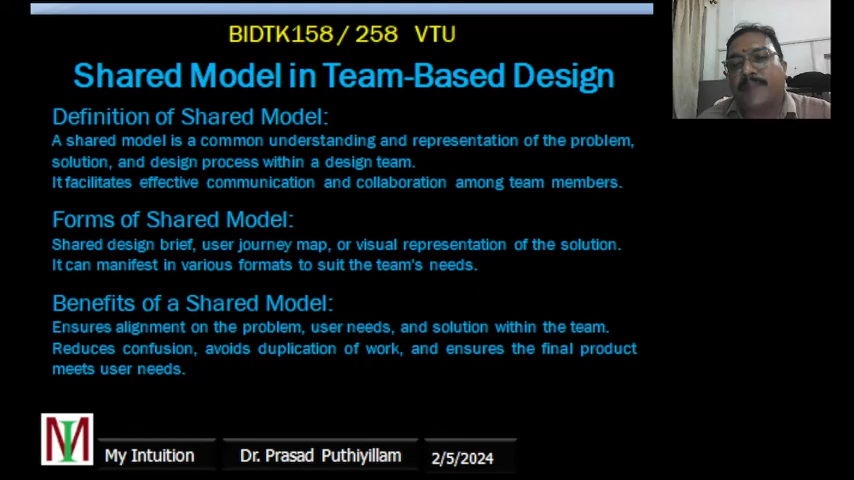 BIDTK158 / 258 VTU
Shared Model in Team-Based Design
Definition of Shared Model:
A shared model is a common understanding and representation of the problem,
solution, and design process within a design team.
It facilitates effective communication and collaboration among team members.
Forms of Shared Model:
Shared design brief, user journey map, or visual representation of the solution.
It can manifest in various formats to suit the team's needs.
Benefits of a Shared Model:
Ensures alignment on the problem, user needs, and solution within the team.
Reduces confusion, avoids duplication of work, and ensures the final product
meets user needs.
MI
My Intuition
Dr. Prasad Puthiyillam
2/5/2024